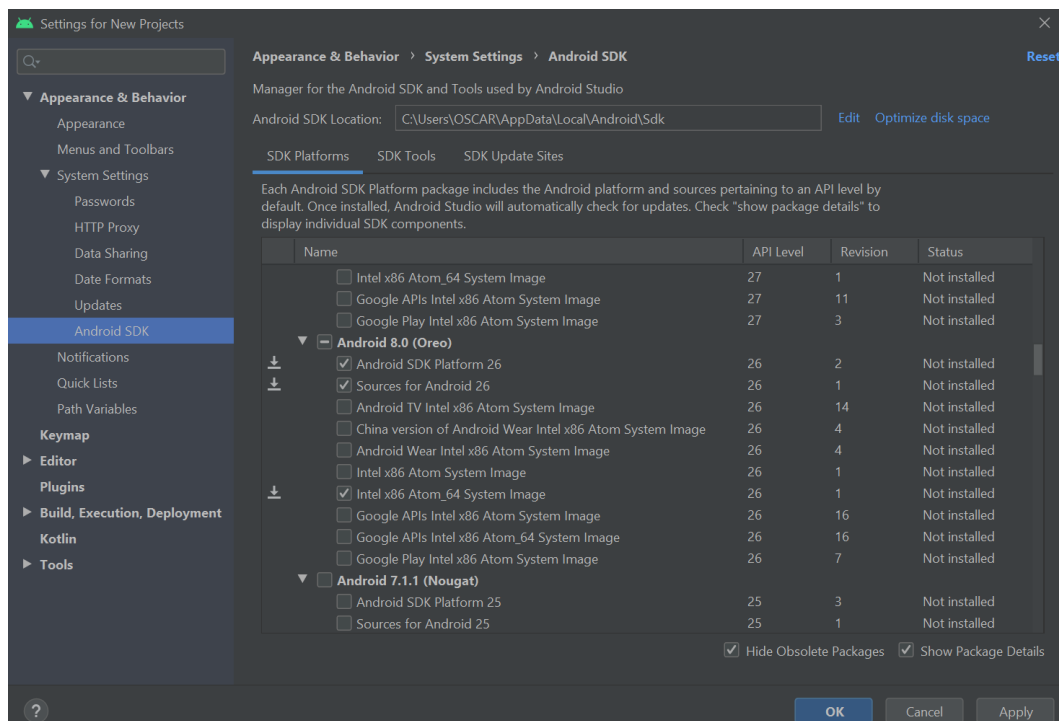 Settings for New Projects
Appearance & Behavior › System Settings › Android SDK
Reset
Manager for the Android SDK and Tools used by Android Studio
Android SDK Location: C:\Users\OSCAR\AppData\Local\Android\Sdk Edit Optimize disk space
Appearance & Behavior
Appearance
Menus and Toolbars
System Settings
Passwords
HTTP Proxy
Data Sharing
Date Formats
Updates
Android SDK
Notifications
Quick Lists
Path Variables
Keymap
Editor
Plugins
Build, Execution, Deployment
Kotlin
Tools
SDK Platforms SDK Tools SDK Update Sites
Each Android SDK Platform package includes the Android platform and sources pertaining to an API level by
default. Once installed, Android Studio will automatically check for updates. Check "show package details" to
display individual SDK components.
Name API Level Revision Status
Intel x86 Atom_64 System Image 27 1 Not installed
Google APIs Intel x86 Atom System Image 27 11 Not installed
Google Play Intel x86 Atom System Image 27 3 Not installed
Android 8.0 (Oreo)
Android SDK Platform 26 26 2 Not installed
Sources for Android 26 26 1 Not installed
Android TV Intel x86 Atom System Image 26 14 Not installed
China version of Android Wear Intel x86 Atom System Image 26 4 Not installed
Android Wear Intel x86 Atom System Image 26 4 Not installed
Intel x86 Atom System Image 26 1 Not installed
Intel x86 Atom_64 System Image 26 1 Not installed
Google APIs Intel x86 Atom System Image 26 16 Not installed
Google APIs Intel x86 Atom_64 System Image 26 16 Not installed
Google Play Intel x86 Atom System Image 26 7 Not installed
Android 7.1.1 (Nougat)
Android SDK Platform 25 25 3 Not installed
Sources for Android 25 25 1 Not installed
Hide Obsolete Packages Show Package Details
? OK Cancel Apply